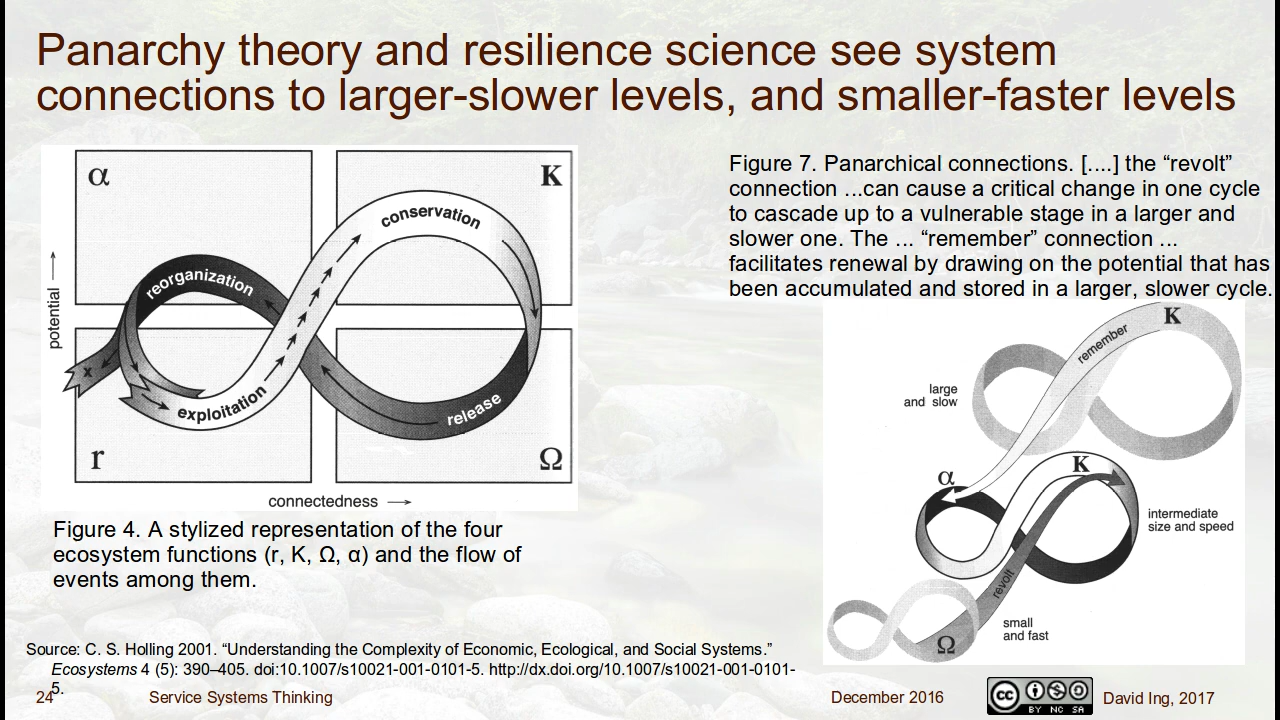 Panarchy theory and resilience science see system
connections to larger-slower levels, and smaller-faster levels
α
K
conservation
reorganization
potential
x
exploitation
release
r
Ω
connectedness
Figure 4. A stylized representation of the four
ecosystem functions (r, K, Ω, α) and the flow of
events among them.
Figure 7. Panarchical connections. [....] the “revolt”
connection ...can cause a critical change in one cycle
to cascade up to a vulnerable stage in a larger and
slower one. The ... “remember” connection ...
facilitates renewal by drawing on the potential that has
been accumulated and stored in a larger, slower cycle.
K
remember
large
and slow
α
K
intermediate
size and speed
revolt
small
and fast
Ω
Source: C. S. Holling 2001. “Understanding the Complexity of Economic, Ecological, and Social Systems.”
Ecosystems 4 (5): 390–405. doi:10.1007/s10021-001-0101-5. http://dx.doi.org/10.1007/s10021-001-0101-
5.
24
Service Systems Thinking
December 2016
cc
BY NC SA
David Ing, 2017